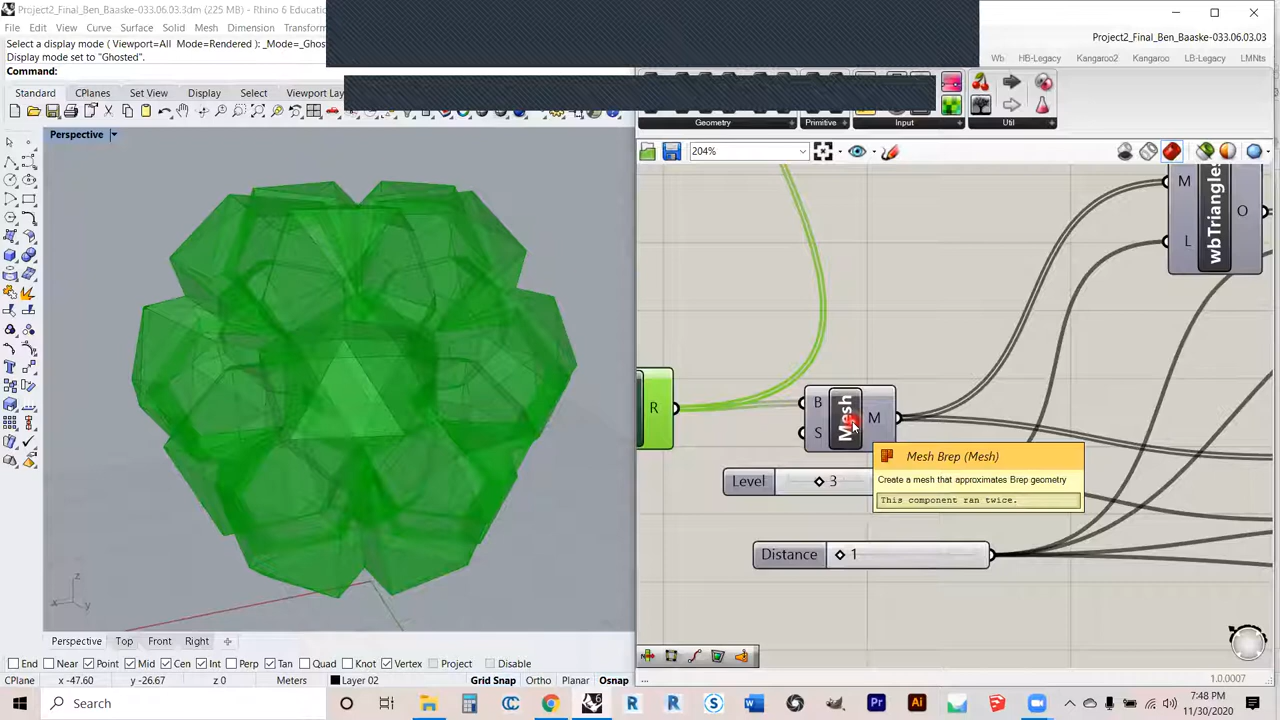 Project2_Final_Ben_Baaske-033.06.03.03.3dm (225 MB) - Rhino 6 Educatio
File Edit View Curve Surface Solid Mesh Dimension Transform
Select a display mode ( Viewport=All Mode=Rendered ): _Mode=_Ghos
Display mode set to "Ghosted".
Command:
Standard CPlanes Set View Display Select Viewport Layo
Perspective
Project2_Final_Ben_Baaske-033.06.03.03
Wb HB-Legacy Kangaroo2 Kangaroo LB-Legacy LMNts
Geometry Primitive Input Util
204%
M
L
wbTriangles
O
R
B
S
Mesh
M
Mesh Brep (Mesh)
Create a mesh that approximates Brep geometry
This component ran twice.
Level 3
Distance 1
z
x y
Perspective Top Front Right
End Near Point Mid Cen Int Perp Tan Quad Knot Vertex Project Disable
CPlane x -47.60 y -26.67 z 0 Meters Layer 02 Grid Snap Ortho Planar Osnap
... 1.0.0007
Search
7:48 PM
11/30/2020